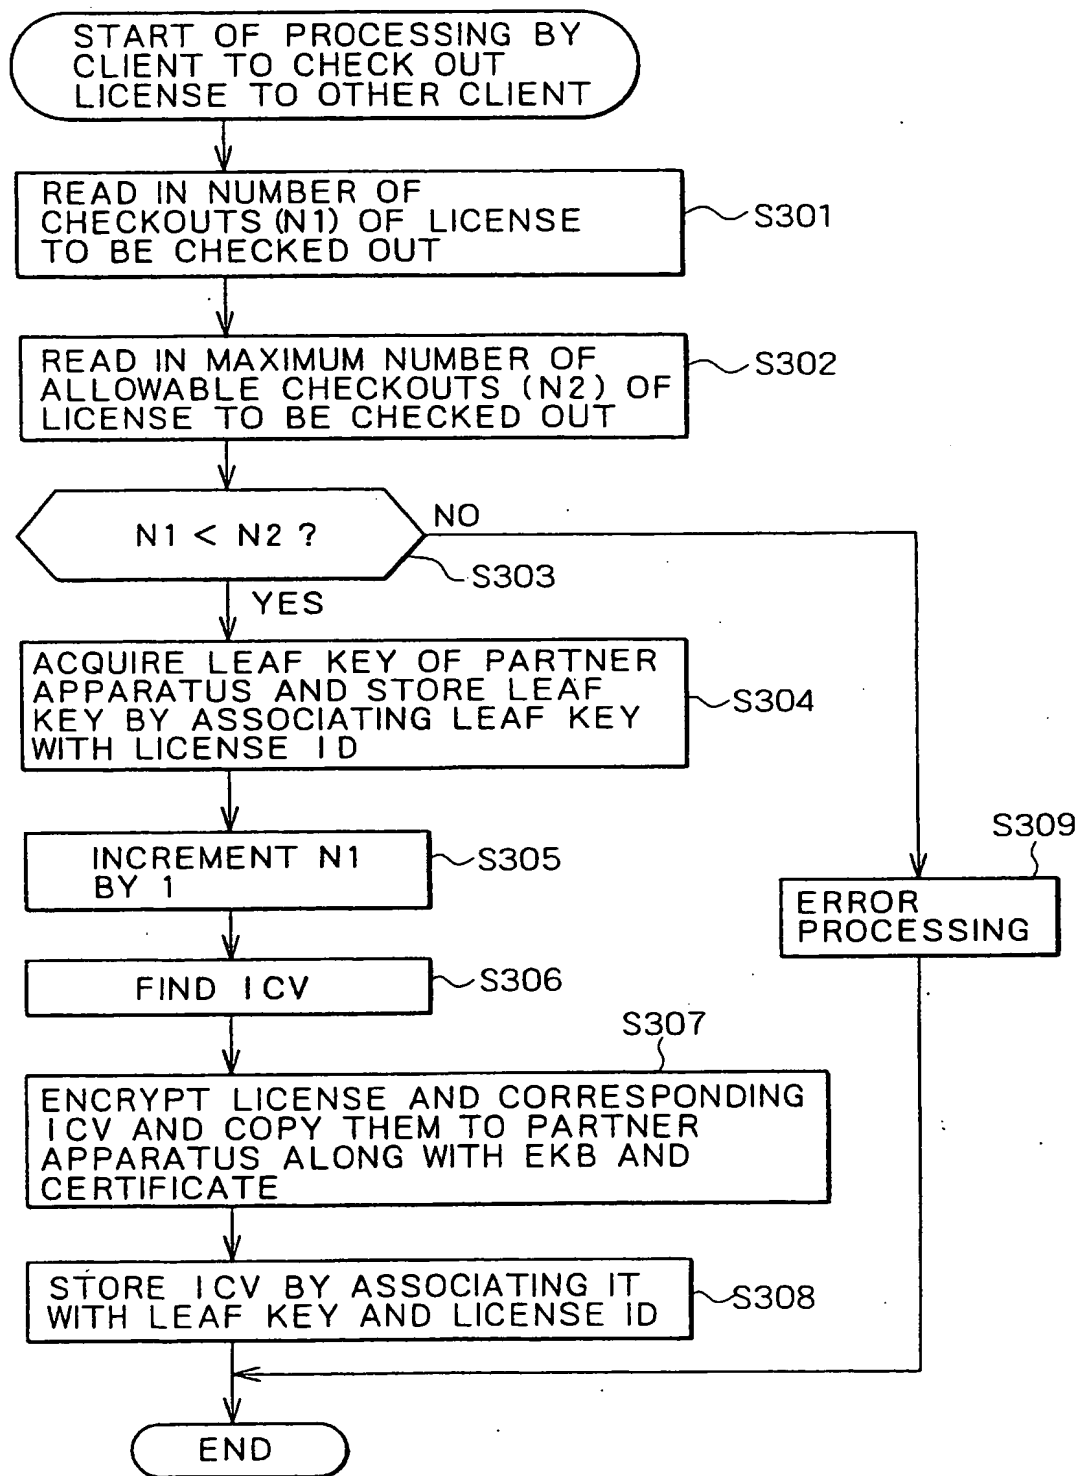 START OF PROCESSING BY
CLIENT TO CHECK OUT
LICENSE TO OTHER CLIENT
READ IN NUMBER OF
CHECKOUTS (N1) OF LICENSE
TO BE CHECKED OUT
S301
READ IN MAXIMUM NUMBER OF
ALLOWABLE CHECKOUTS (N2) OF
LICENSE TO BE CHECKED OUT
S302
N1 < N2 ?
NO
S303
YES
ACQUIRE LEAF KEY OF PARTNER
APPARATUS AND STORE LEAF
KEY BY ASSOCIATING LEAF KEY
WITH LICENSE ID
S304
INCREMENT N1
BY 1
S305
S309
ERROR
PROCESSING
FIND ICV
S306
S307
ENCRYPT LICENSE AND CORRESPONDING
ICV AND COPY THEM TO PARTNER
APPARATUS ALONG WITH EKB AND
CERTIFICATE
STORE ICV BY ASSOCIATING IT
WITH LEAF KEY AND LICENSE ID
S308
END